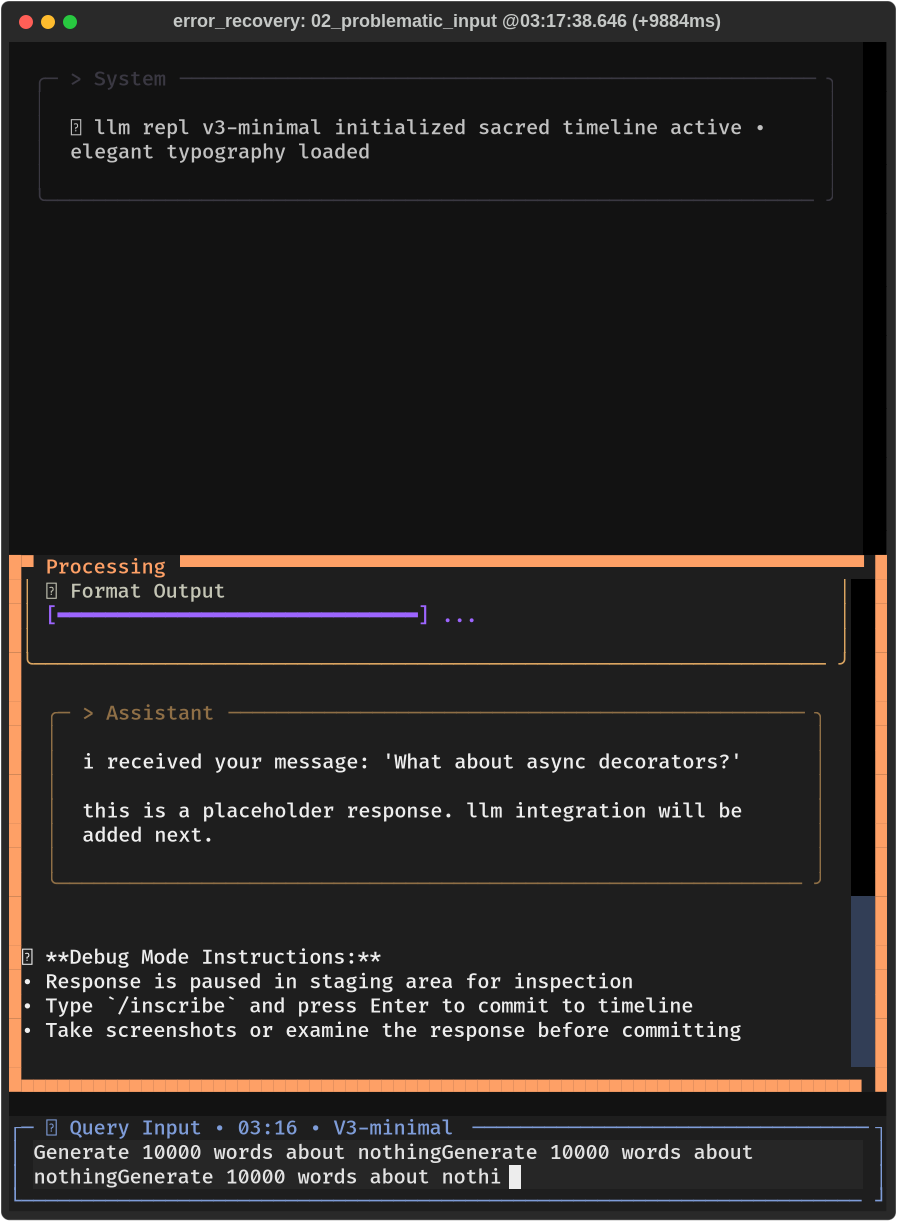 error_recovery: 02_problematic_input @03:17:38.646 (+9884ms)
> System
llm repl v3-minimal initialized sacred timeline active •
elegant typography loaded
Processing
Format Output
[━━━━━━━━━━━━━━━━━━━━━━━━━━━━━━] ...
> Assistant
i received your message: 'What about async decorators?'
this is a placeholder response. llm integration will be
added next.
**Debug Mode Instructions:**
• Response is paused in staging area for inspection
• Type `/inscribe` and press Enter to commit to timeline
• Take screenshots or examine the response before committing
Query Input • 03:16 • V3-minimal
Generate 10000 words about nothingGenerate 10000 words about
nothingGenerate 10000 words about nothi